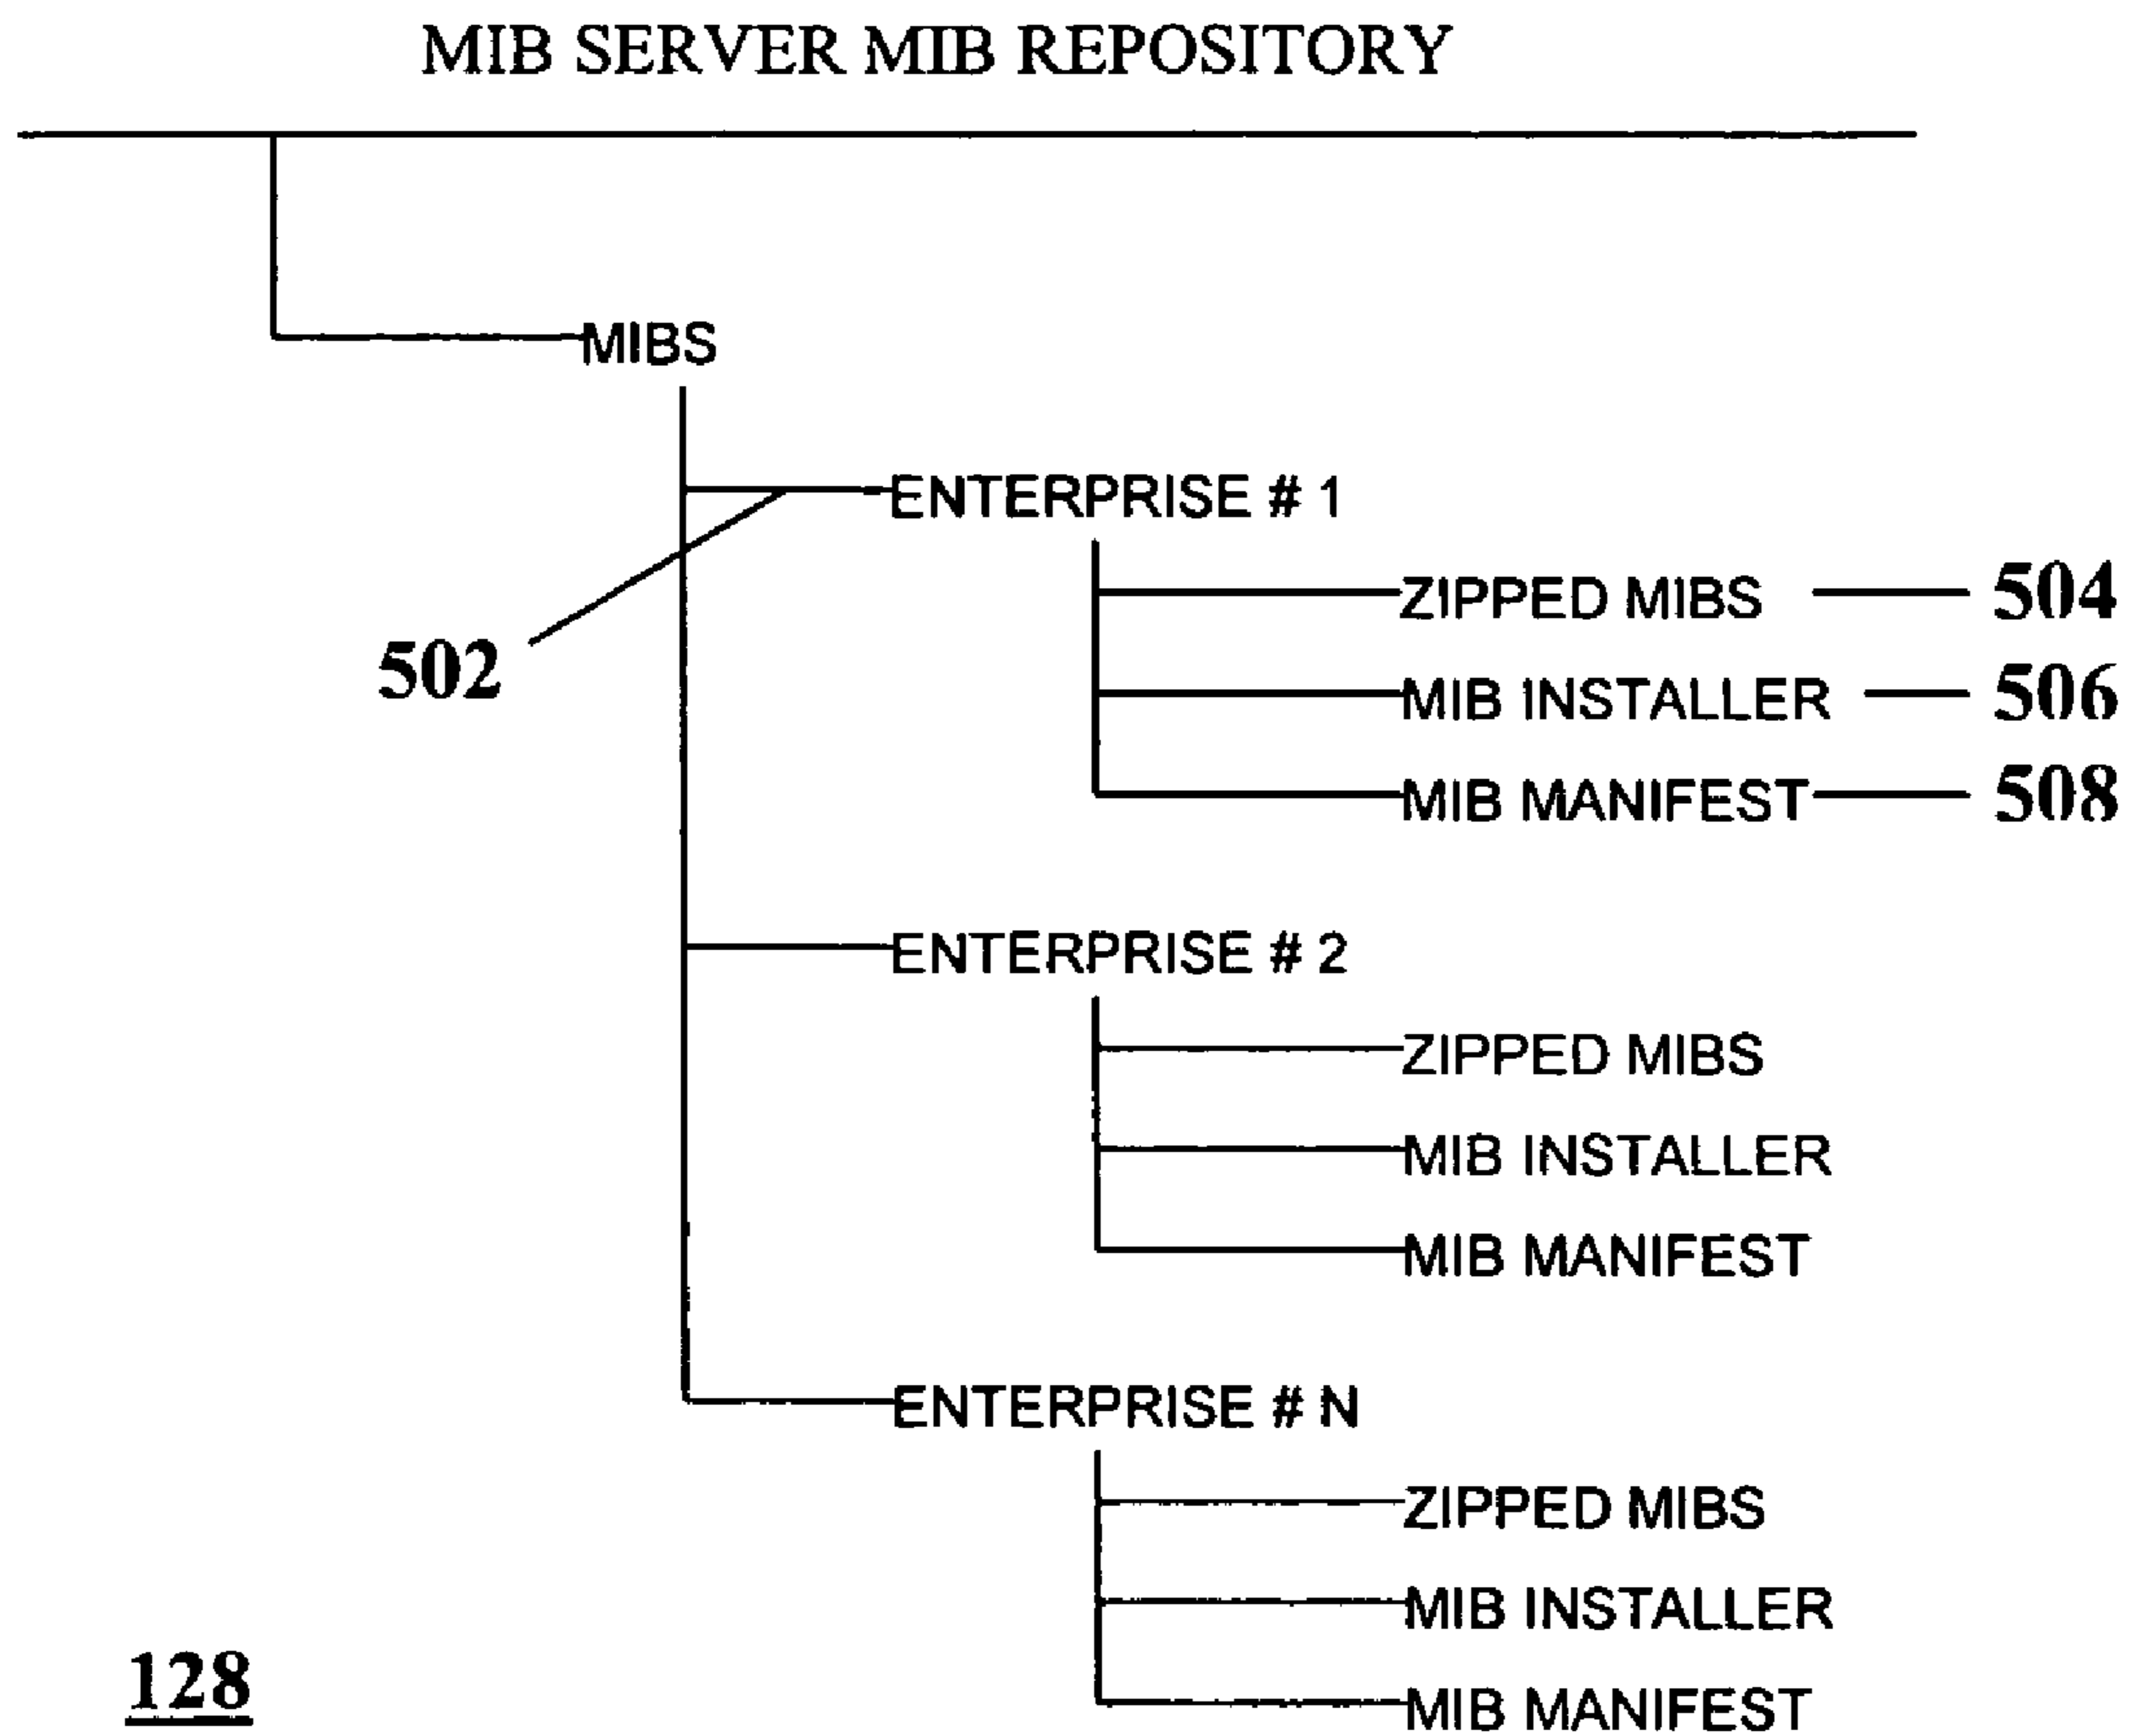 MIB SERVER MIB REPOSITORY
MIBS
ENTERPRISE # 1
ZIPPED MIBS 504
502
MIB INSTALLER 506
MIB MANIFEST 508
ENTERPRISE # 2
ZIPPED MIBS
MIB INSTALLER
MIB MANIFEST
ENTERPRISE # N
ZIPPED MIBS
MIB INSTALLER
128
MIB MANIFEST